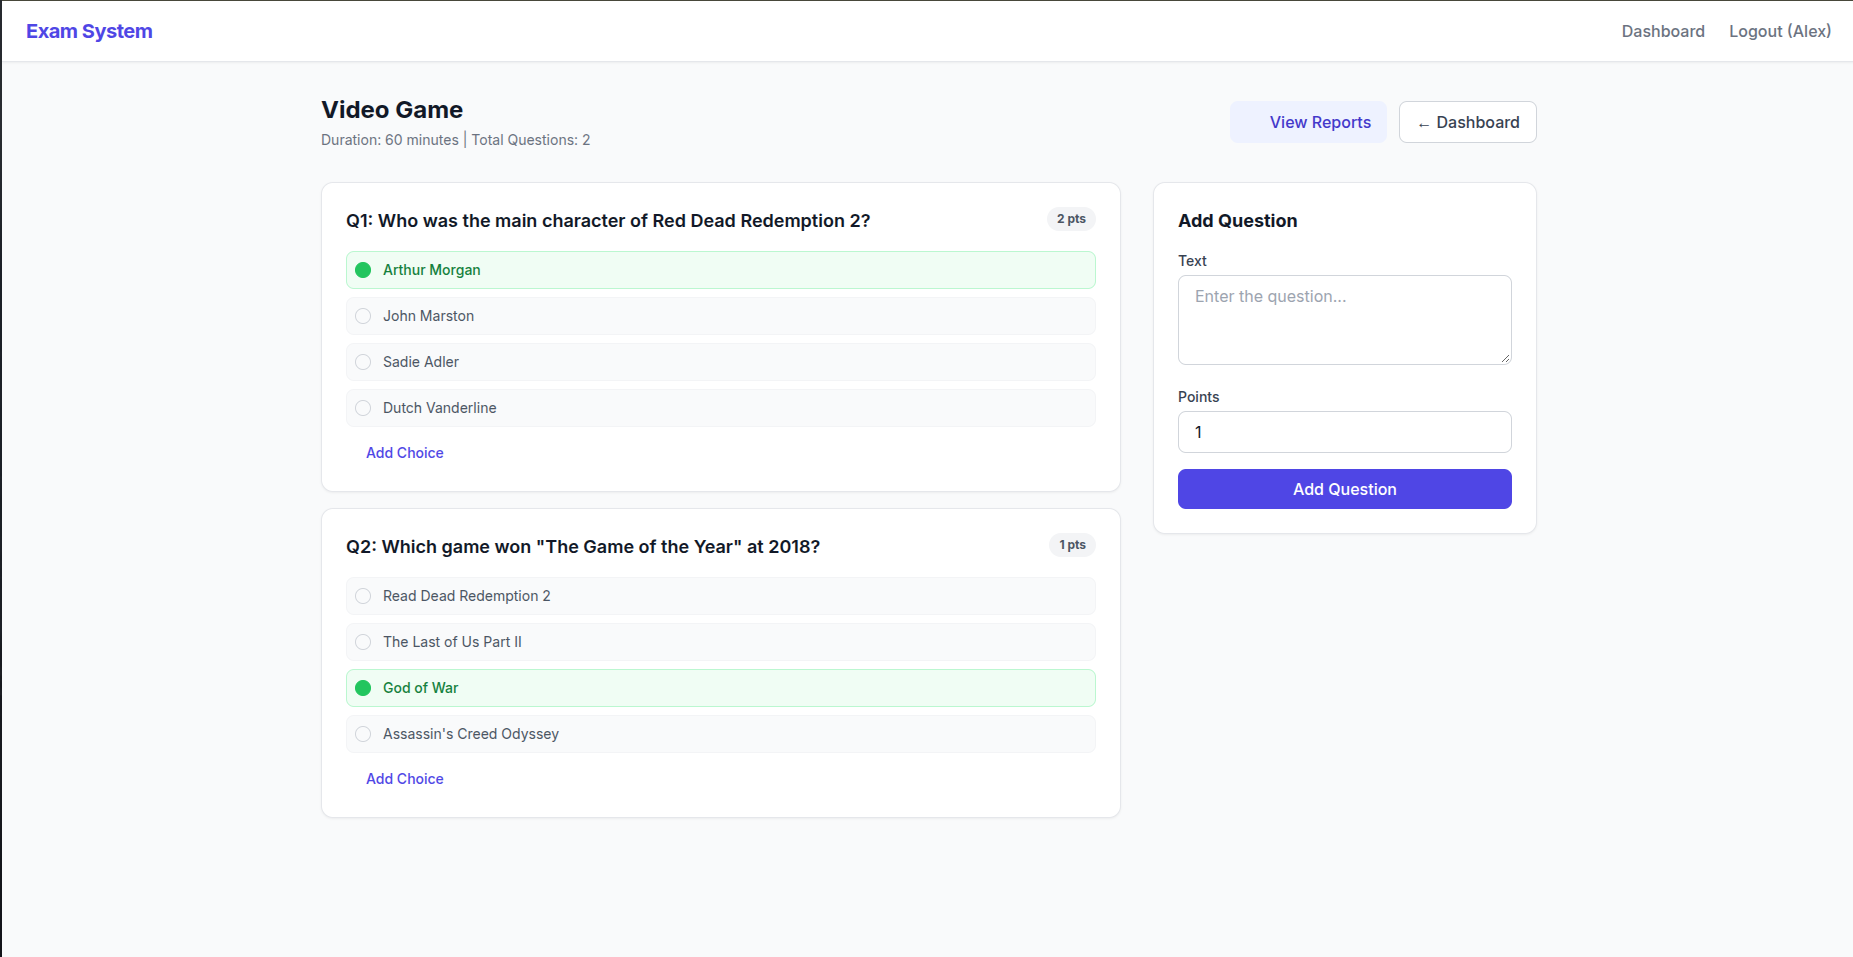 Exam System
Dashboard
Logout (Alex)
Video Game
Duration: 60 minutes | Total Questions: 2
View Reports
← Dashboard
Q1: Who was the main character of Red Dead Redemption 2?
2 pts
Arthur Morgan
John Marston
Sadie Adler
Dutch Vanderline
Add Choice
Q2: Which game won "The Game of the Year" at 2018?
1 pts
Read Dead Redemption 2
The Last of Us Part II
God of War
Assassin's Creed Odyssey
Add Choice
Add Question
Text
Enter the question...
Points
1
Add Question